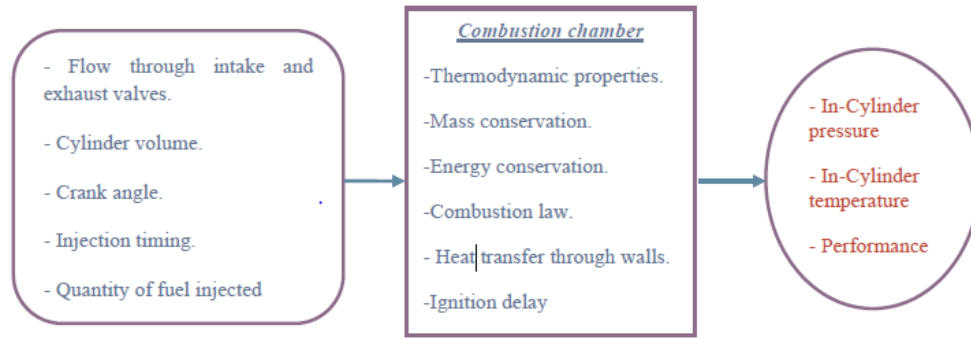 - Flow through intake and
exhaust valves.
- Cylinder volume.
- Crank angle.
- Injection timing.
- Quantity of fuel injected
Combustion chamber
-Thermodynamic properties.
-Mass conservation.
-Energy conservation.
-Combustion law.
- Heat transfer through walls.
-Ignition delay
- In-Cylinder
pressure
- In-Cylinder
temperature
- Performance